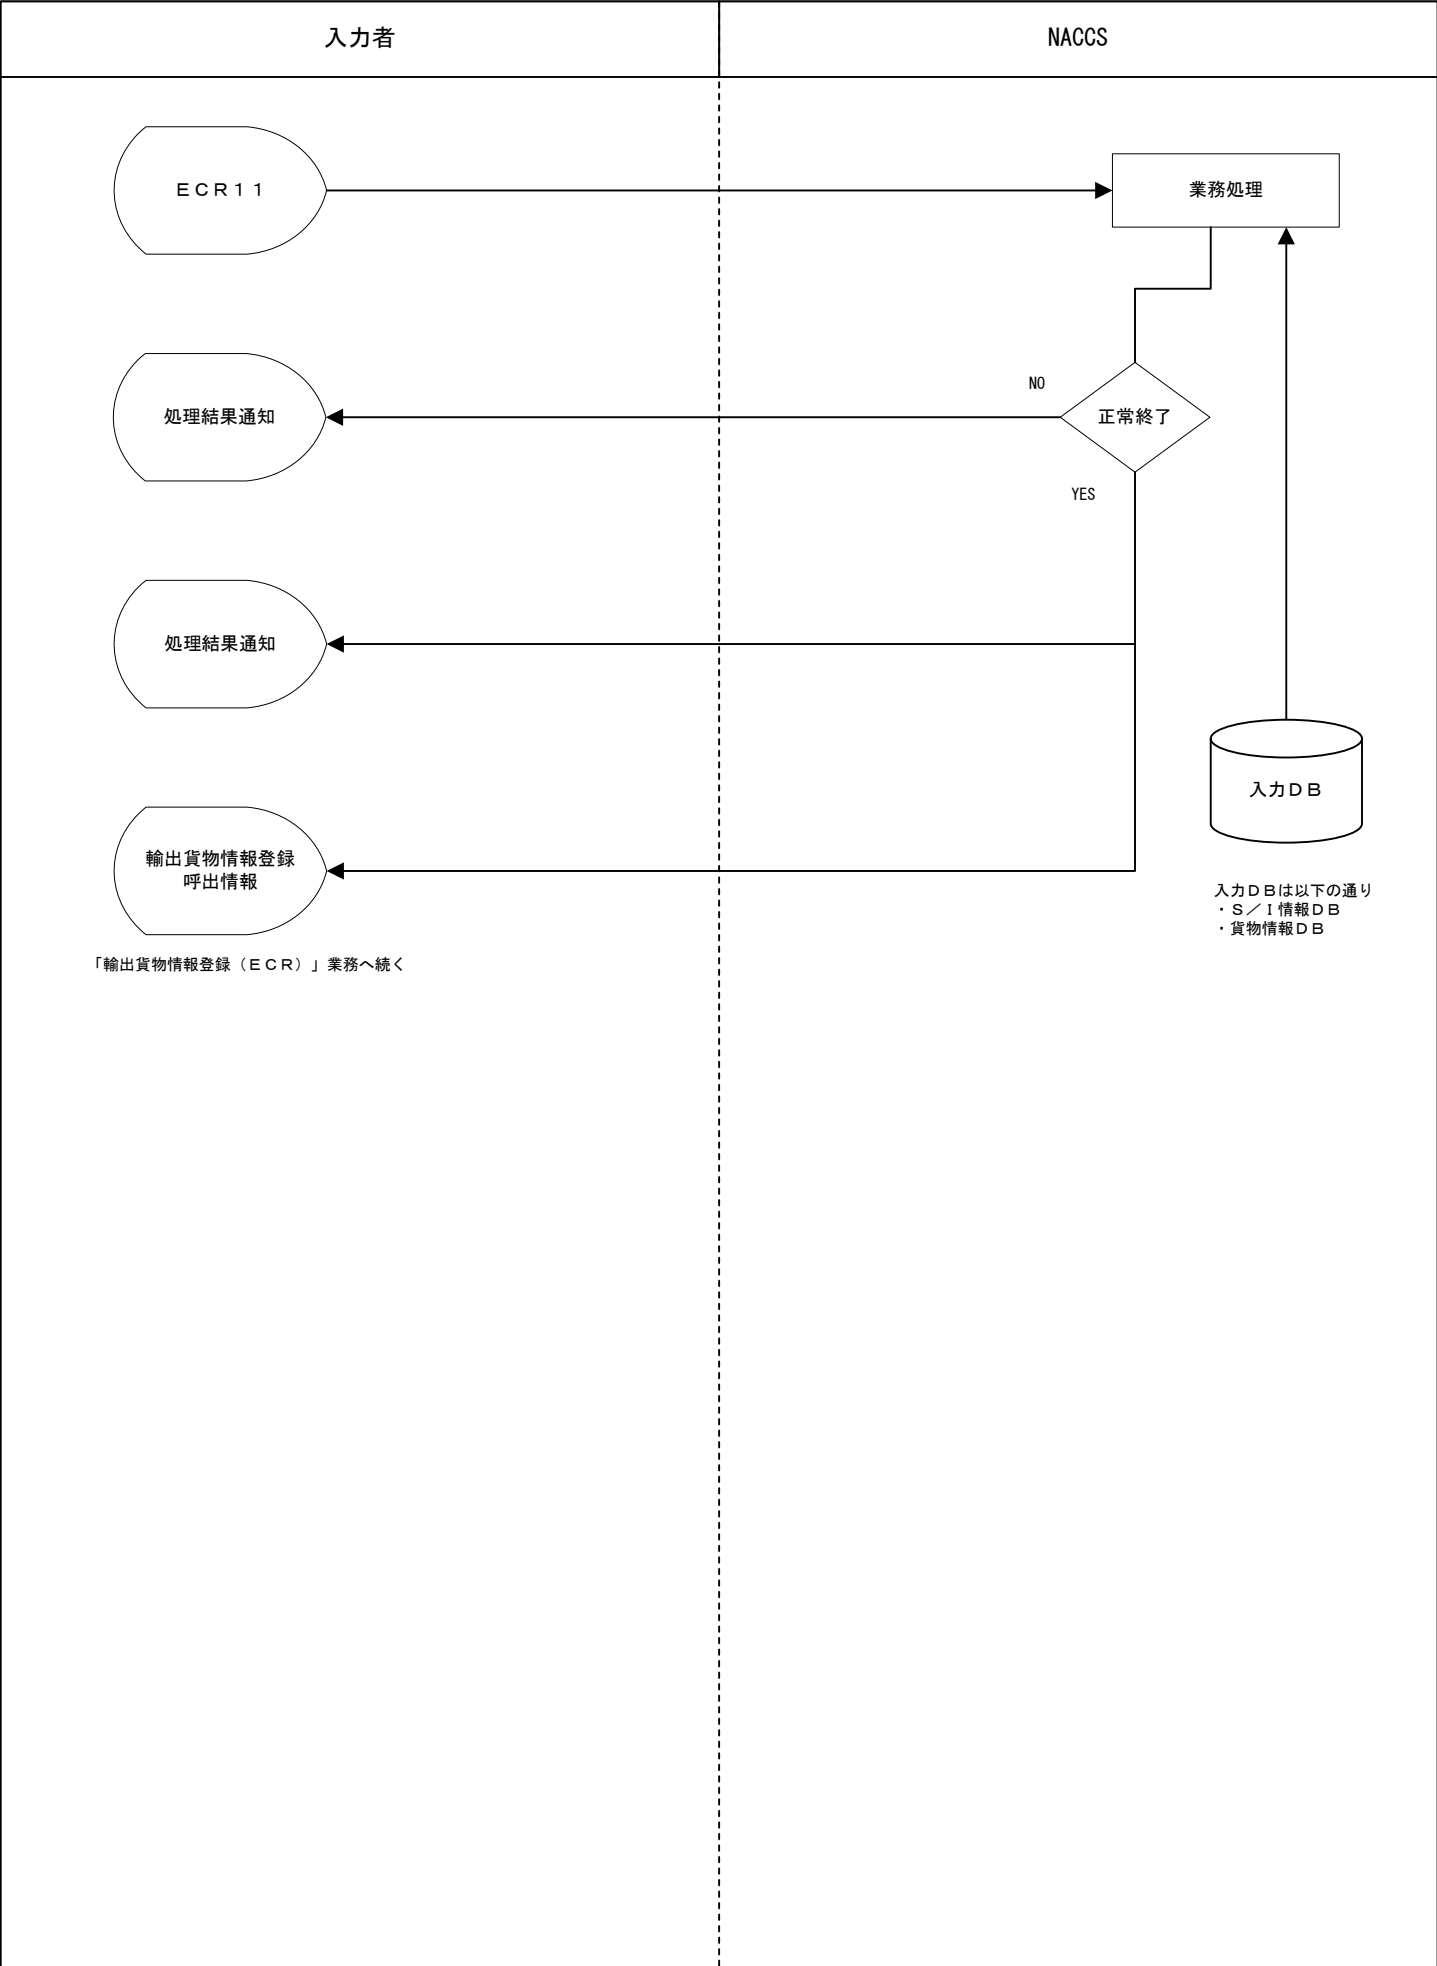 入力者
NACCS
ＥＣＲ１１
業務処理
NO
処理結果通知
正常終了
YES
処理結果通知
入力ＤＢ
輸出貨物情報登録
呼出情報
入力ＤＢは以下の通り
・Ｓ／Ｉ情報ＤＢ
・貨物情報ＤＢ
「輸出貨物情報登録（ＥＣＲ）」業務へ続く